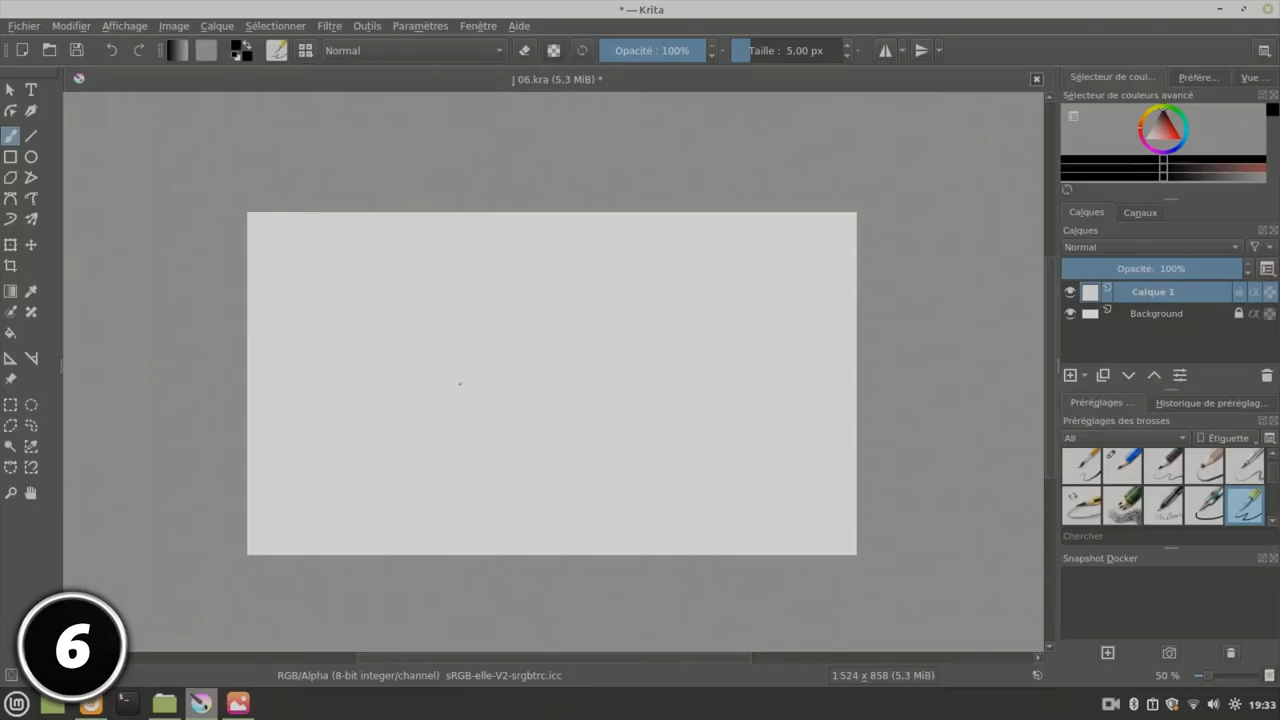 * — Krita
Fichier Modifier Affichage Image Calque Sélectionner Filtre Outils Paramètres Fenêtre Aide
Normal Opacité : 100% Taille : 5.00 px
J 06.kra (5,3 MiB) *
Sélecteur de coul... Préfére... Vue ...
Sélecteur de couleurs avancé
Calques Canaux
Calques
Normal
Opacité: 100%
Calque 1
Background
Préréglages ... Historique de préréglag...
Préréglages des brosses
All Étiquette
Chercher
Snapshot Docker
6
RGB/Alpha (8-bit integer/channel) sRGB-elle-V2-srgbtrc.icc 1 524 x 858 (5,3 MiB) 50 %
19:33